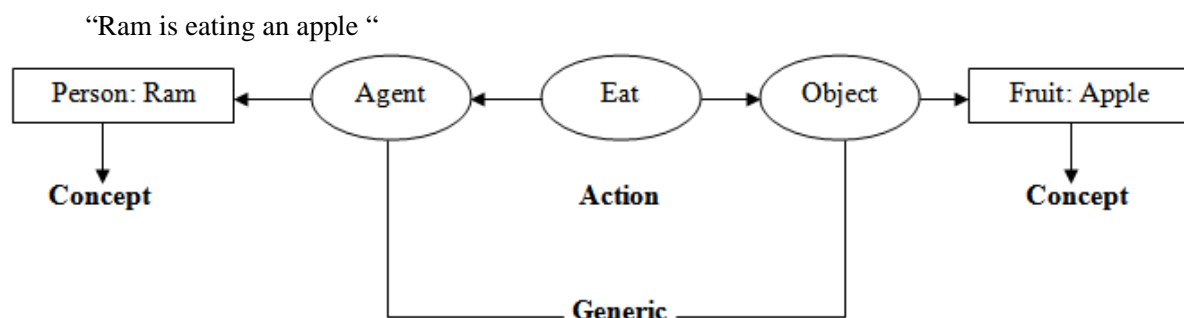 “Ram is eating an apple “
Person: Ram Agent Eat Object Fruit: Apple
Concept Action Concept
Generic